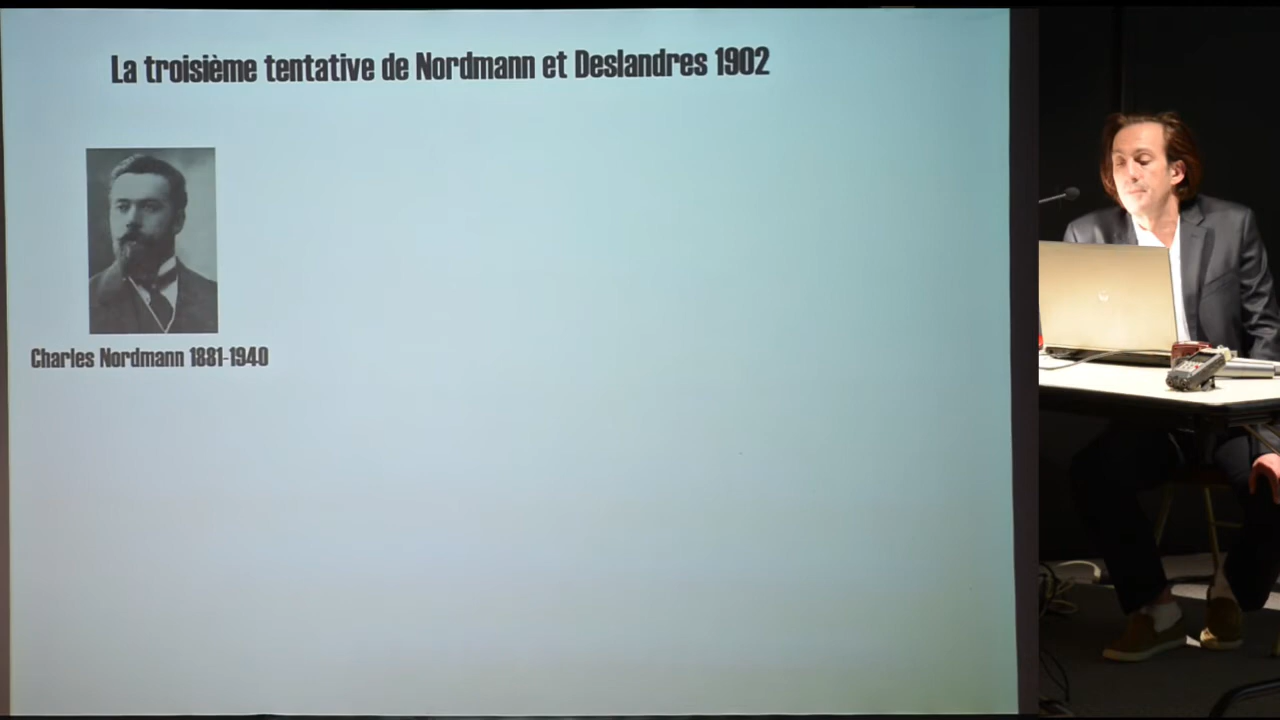 La troisième tentative de Nordmann et Deslandres 1902
Charles Nordmann 1881-1940